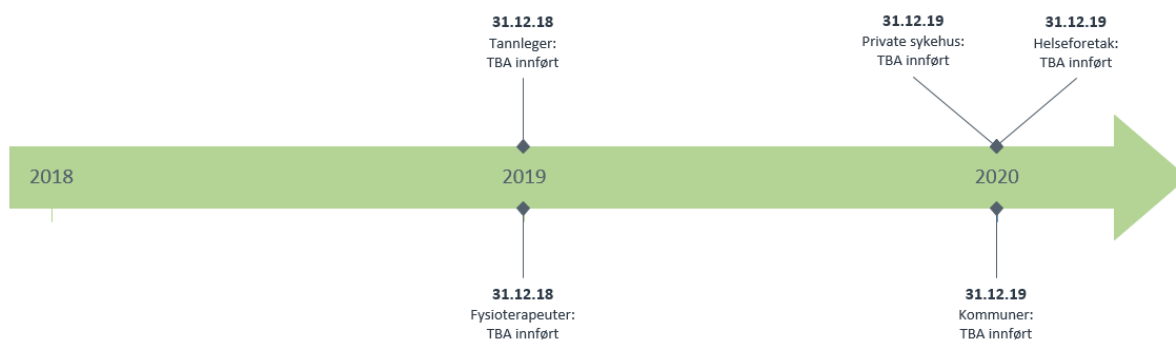 31.12.18
Tannleger:
TBA innført
31.12.19
Private sykehus:
TBA innført
31.12.19
Helseforetak:
TBA innført
2018
2019
2020
31.12.18
Fysioterapeuter:
TBA innført
31.12.19
Kommuner:
TBA innført